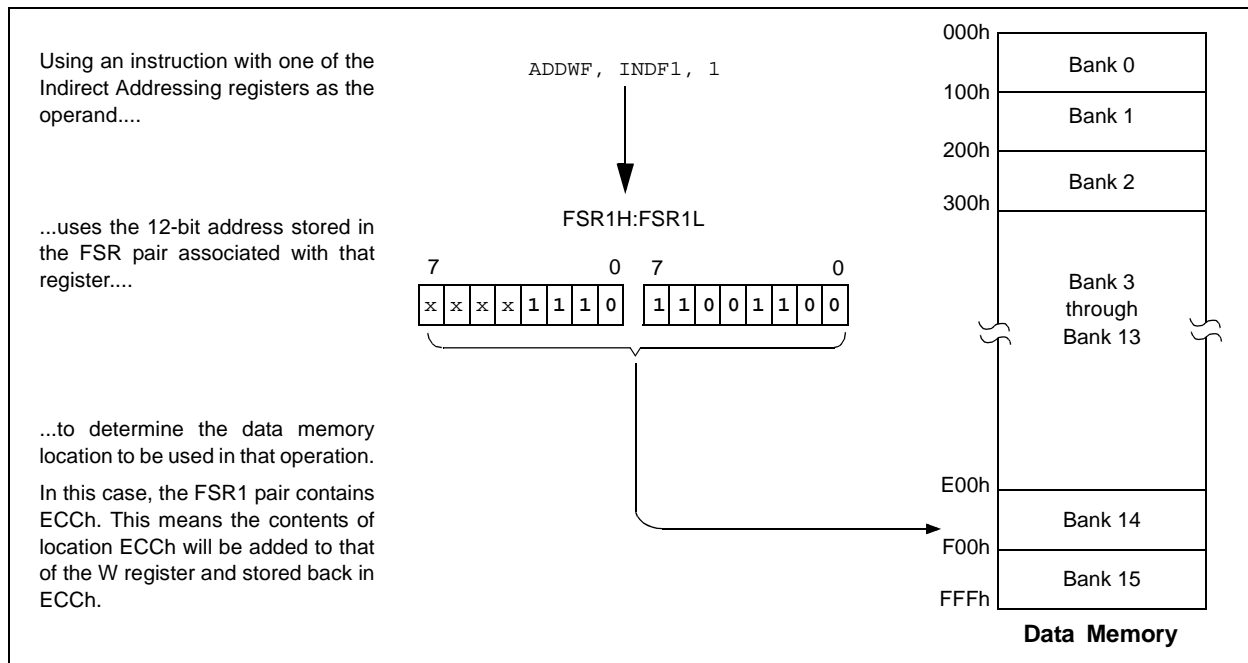 Using an instruction with one of the
Indirect Addressing registers as the
operand....
ADDWF, INDF1, 1
...uses the 12-bit address stored in
the FSR pair associated with that
register....
FSR1H:FSR1L
7 0 7 0
x x x x 1 1 1 0 1 1 0 0 1 1 0 0
...to determine the data memory
location to be used in that operation.
In this case, the FSR1 pair contains
ECCh. This means the contents of
location ECCh will be added to that
of the W register and stored back in
ECCh.
000h
Bank 0
100h
Bank 1
200h
Bank 2
300h
Bank 3
through
Bank 13
E00h
Bank 14
F00h
Bank 15
FFFh
Data Memory